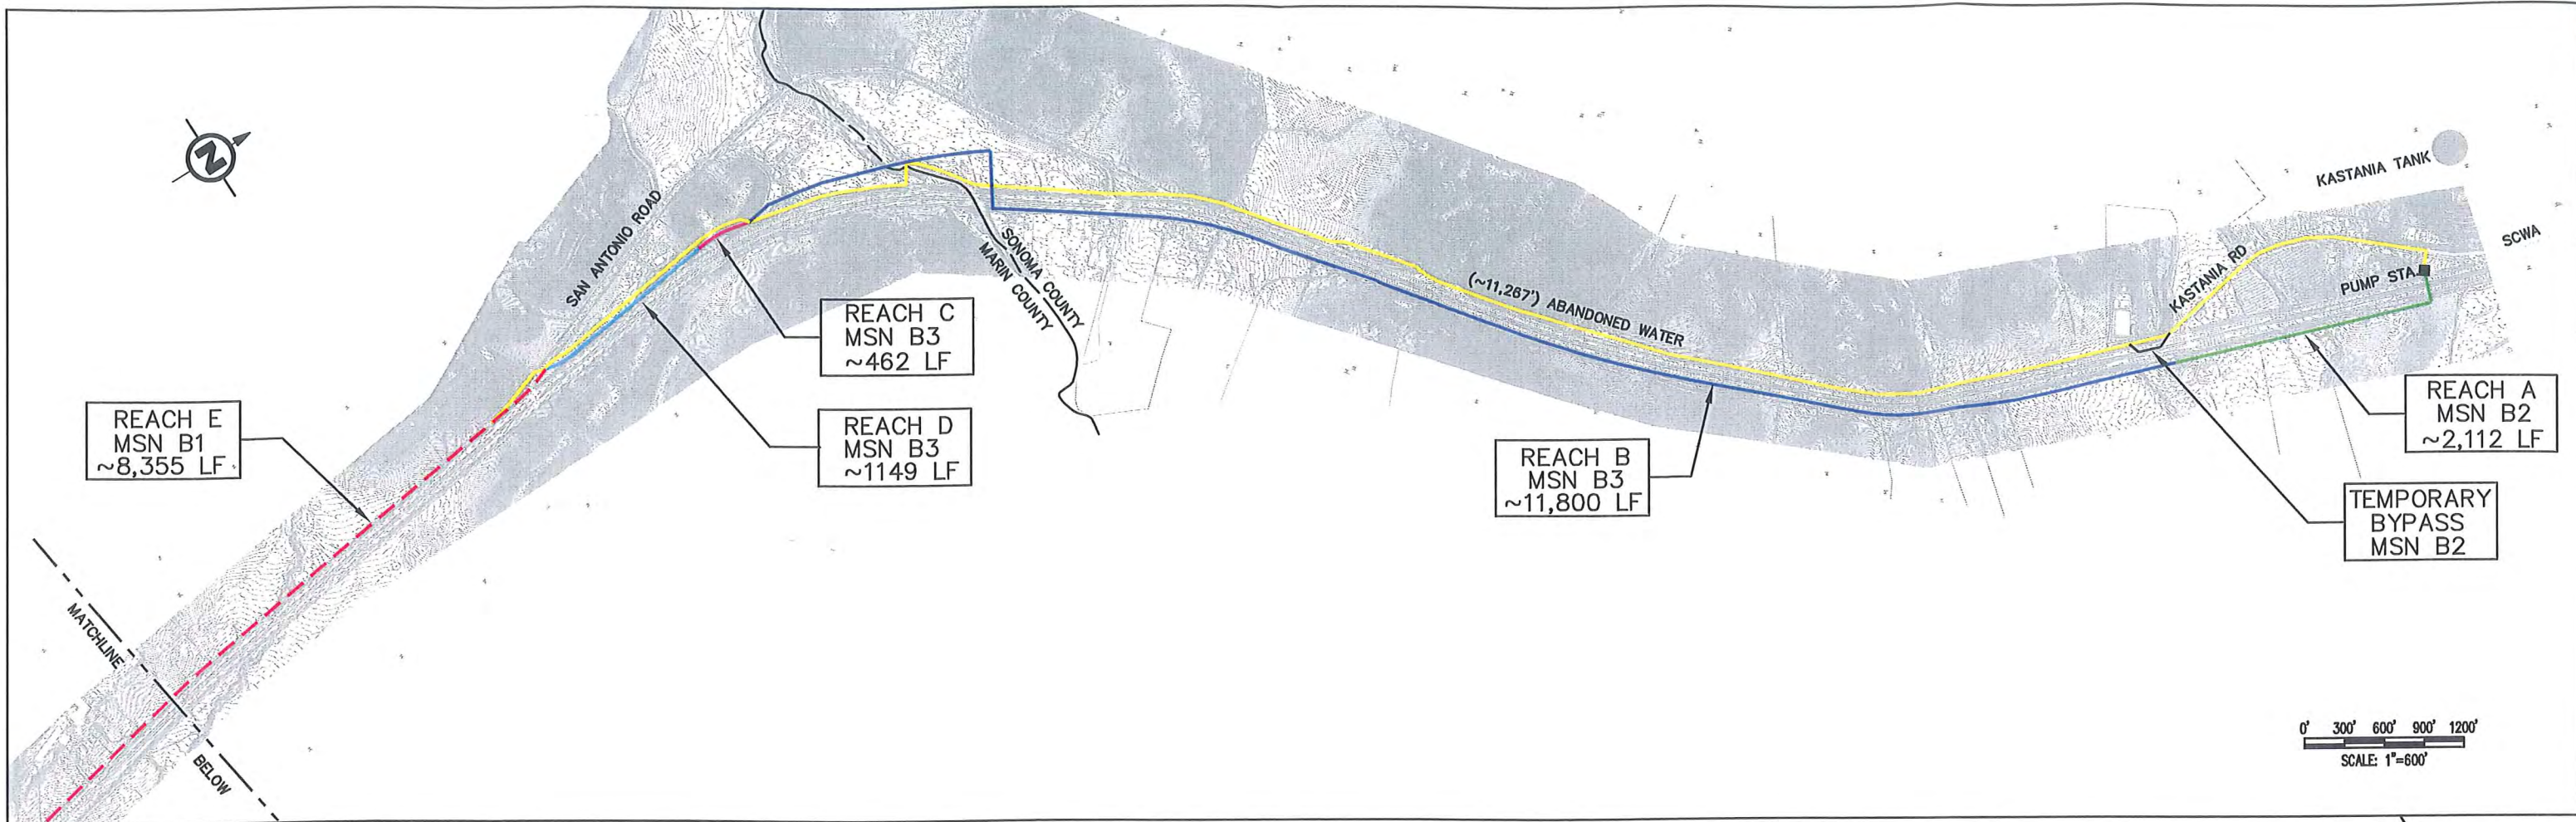 N
KASTANIA TANK
SCWA
SAN ANTONIO ROAD
SONOMA COUNTY
MARIN COUNTY
KASTANIA RD
PUMP STA.
(~11,267') ABANDONED WATER
REACH C
MSN B3
~462 LF
REACH D
MSN B3
~1149 LF
REACH E
MSN B1
~8,355 LF
REACH B
MSN B3
~11,800 LF
REACH A
MSN B2
~2,112 LF
TEMPORARY
BYPASS
MSN B2
MATCHLINE
BELOW
0' 300' 600' 900' 1200'
SCALE: 1"=600'